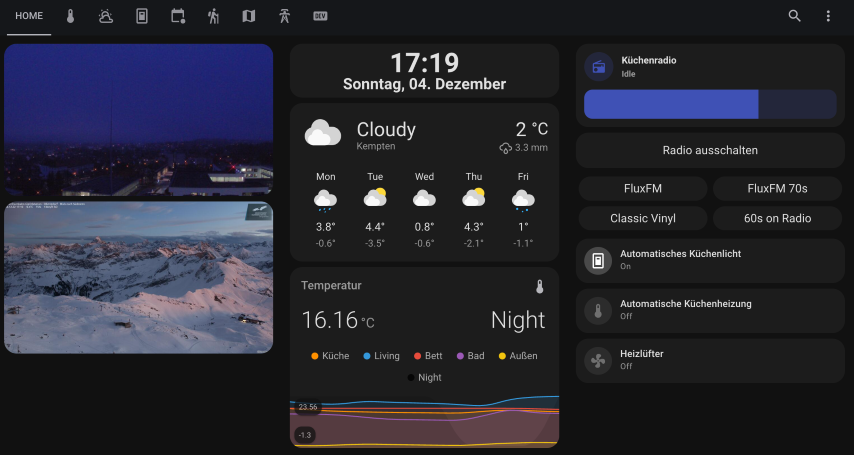 HOME
DEV
17:19
Sonntag, 04. Dezember
Cloudy
Kempten
2 °C
3.3 mm
Mon Tue Wed Thu Fri
3.8° 4.4° 0.8° 4.3° 1°
-0.6° -3.5° -0.6° -2.1° -1.1°
Temperatur
16.16 °C
Night
Küche Living Bett Bad Außen
Night
23.56
-1.3
Küchenradio
Idle
Radio ausschalten
FluxFM FluxFM 70s
Classic Vinyl 60s on Radio
Automatisches Küchenlicht
On
Automatische Küchenheizung
Off
Heizlüfter
Off